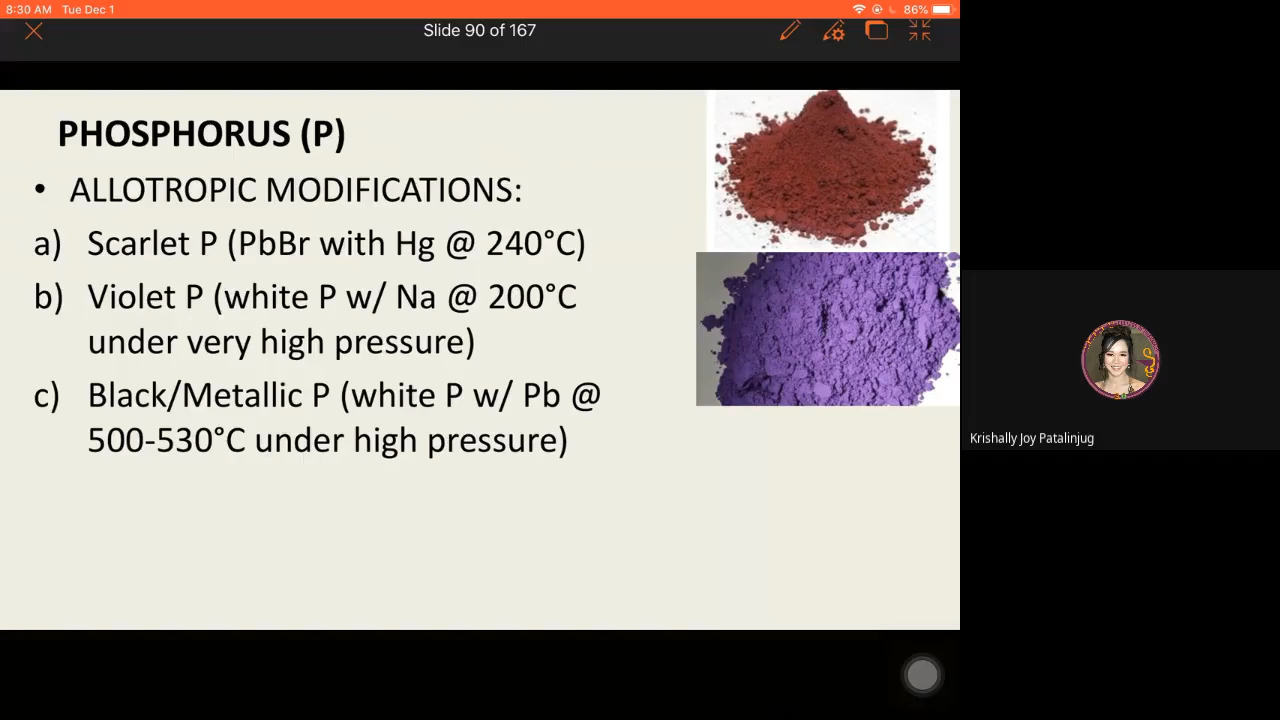 8:30 AM Tue Dec 1
86%
Slide 90 of 167
PHOSPHORUS (P)
• ALLOTROPIC MODIFICATIONS:
a) Scarlet P (PbBr with Hg @ 240°C)
b) Violet P (white P w/ Na @ 200°C
under very high pressure)
c) Black/Metallic P (white P w/ Pb @
500-530°C under high pressure)
Krishally Joy Patalinjug